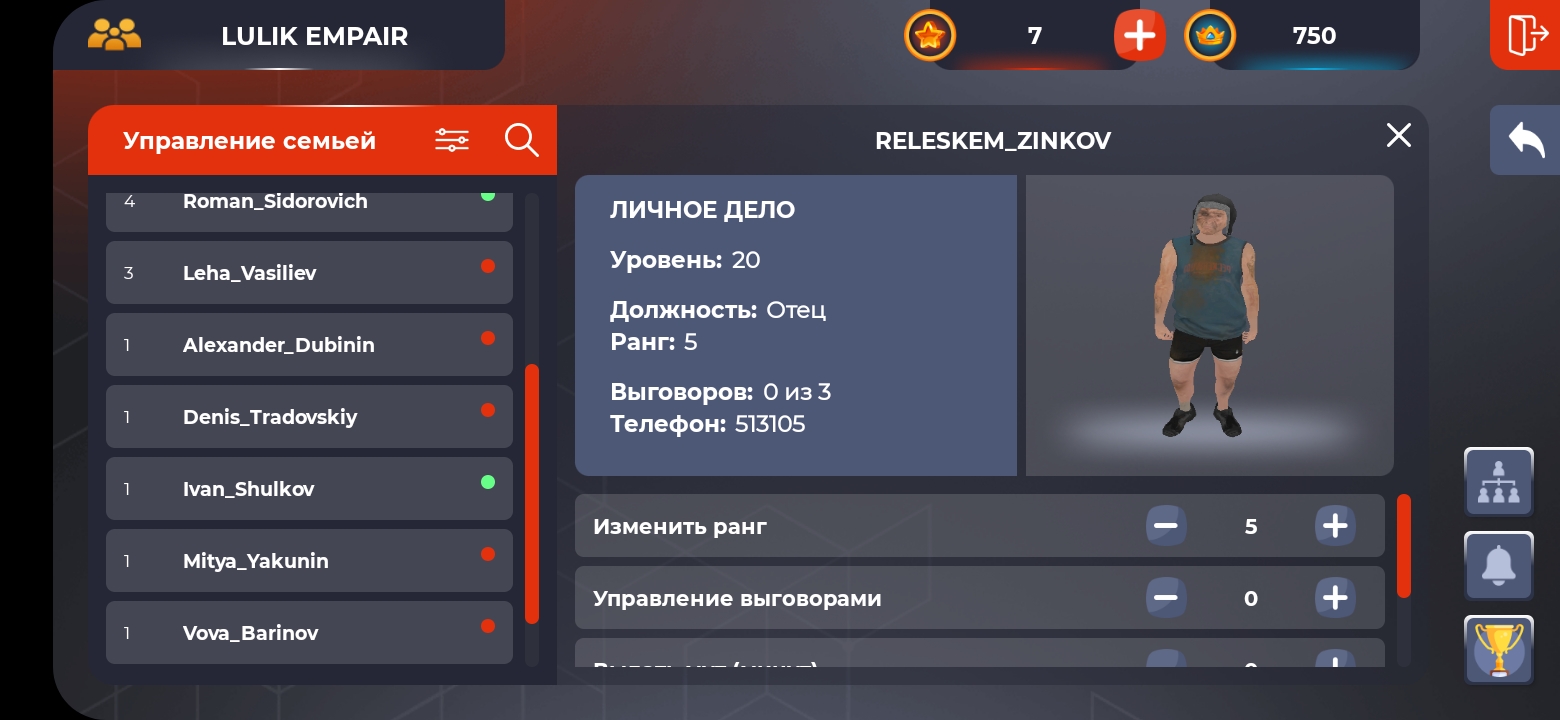 LULIK EMPAIR
7
750
Управление семьей
4 Roman_Sidorovich
3 Leha_Vasiliev
1 Alexander_Dubinin
1 Denis_Tradovskiy
1 Ivan_Shulkov
1 Mitya_Yakunin
1 Vova_Barinov
RELESKEM_ZINKOV
ЛИЧНОЕ ДЕЛО
Уровень: 20
Должность: Отец
Ранг: 5
Выговоров: 0 из 3
Телефон: 513105
Изменить ранг 5
Управление выговорами 0